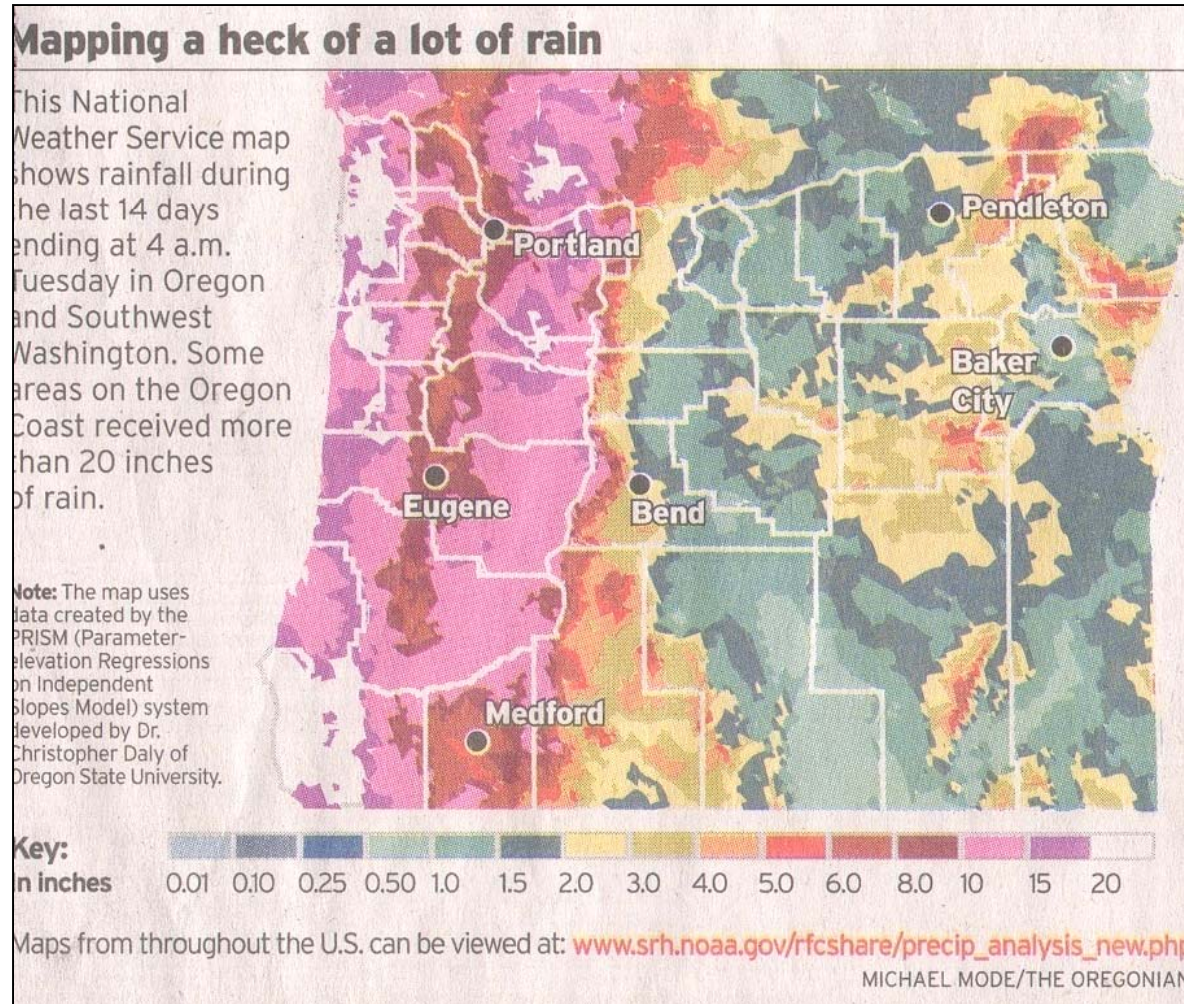 Mapping a heck of a lot of rain
This National
Weather Service map
shows rainfall during
the last 14 days
ending at 4 a.m.
Tuesday in Oregon
and Southwest
Washington. Some
areas on the Oregon
Coast received more
than 20 inches
of rain.
Note: The map uses
data created by the
PRISM (Parameter-
elevation Regressions
on Independent
Slopes Model) system
developed by Dr.
Christopher Daly of
Oregon State University.
Portland
Pendleton
Baker
City
Eugene
Bend
Medford
Key:
In inches
0.01 0.10 0.25 0.50 1.0 1.5 2.0 3.0 4.0 5.0 6.0 8.0 10 15 20
Maps from throughout the U.S. can be viewed at: www.srh.noaa.gov/rfcshare/precip_analysis_new.php
MICHAEL MODE/THE OREGONIAN